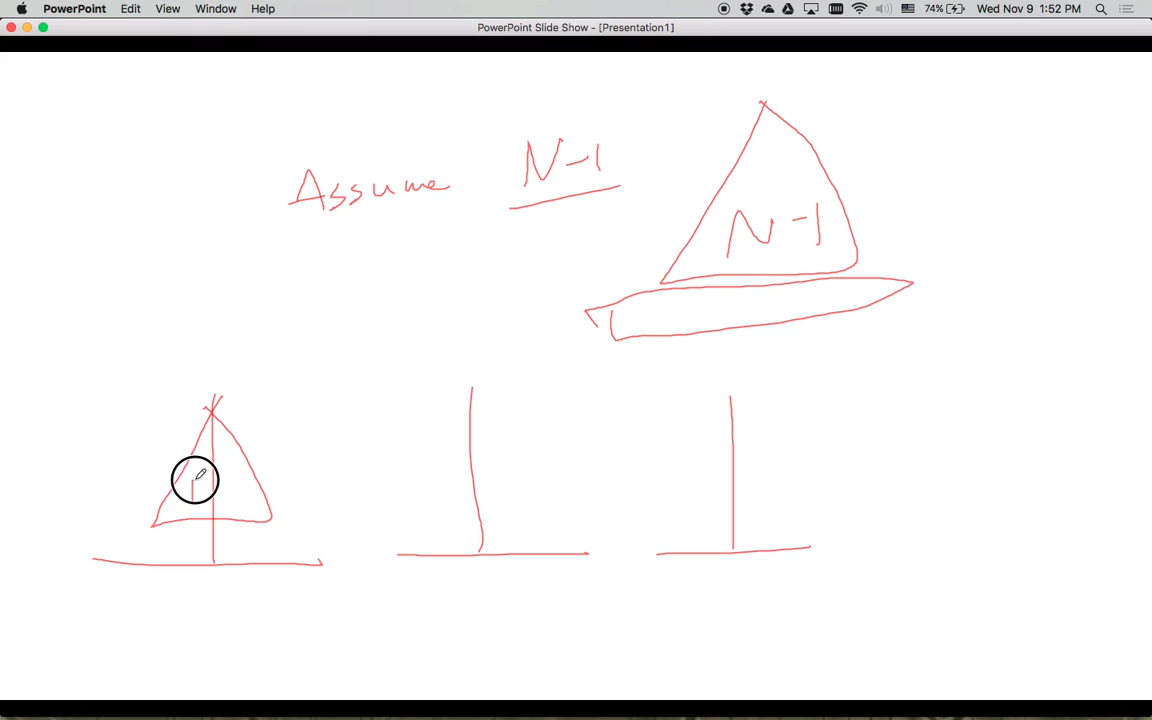 PowerPoint Edit View Window Help 74% Wed Nov 9 1:52 PM
PowerPoint Slide Show - [Presentation1]
Assume N-1
N-1